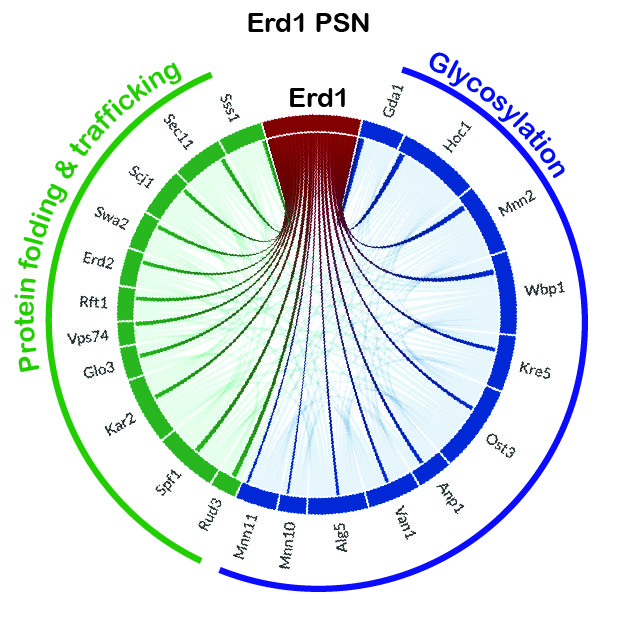 Erd1 PSN
Protein folding & trafficking
Glycosylation
Erd1
Gda1
Hoc1
Mnn2
Wbp1
Kre5
Ost3
Anp1
Van1
Alg5
Mnn10
Mnn11
Rud3
Spf1
Kar2
Glo3
Vps74
Rft1
Erd2
Swa2
Scj1
Sec11
Sss1